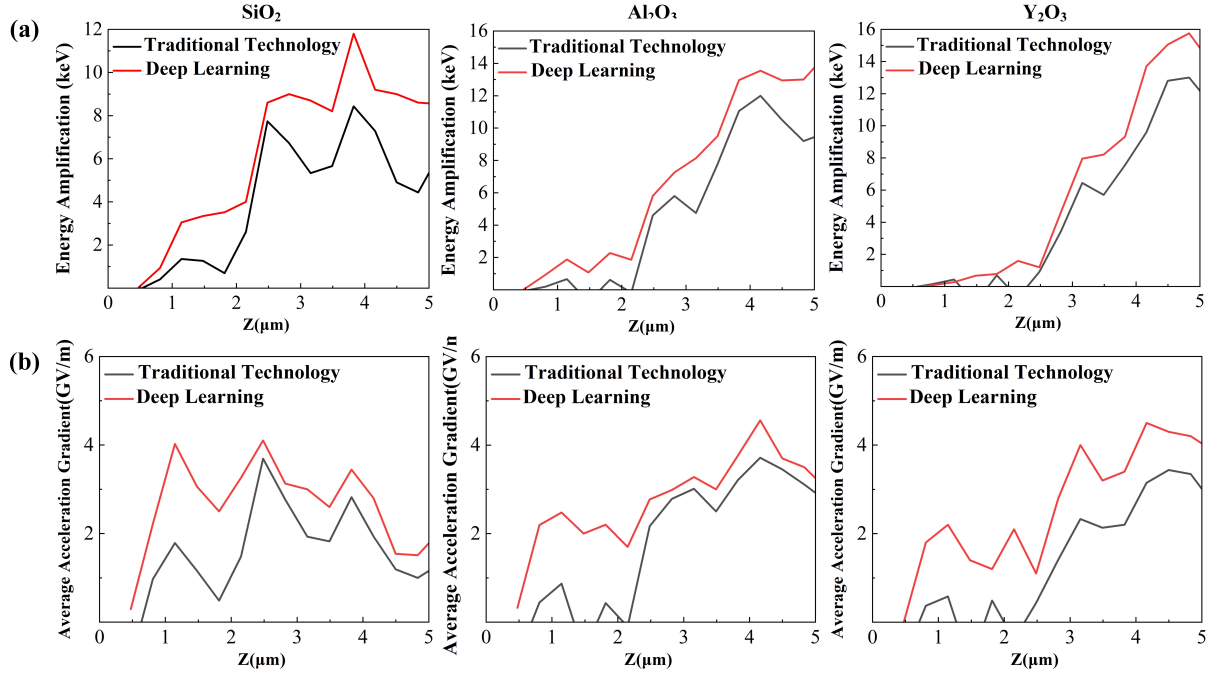 SiO₂ Al₂O₃ Y₂O₃
(a)
Energy Amplification (keV)
12
10
8
6
4
2
Traditional Technology
Deep Learning
0 1 2 3 4 5
Z(μm)
Energy Amplification (keV)
16
14
12
10
8
6
4
2
Traditional Technology
Deep Learning
0 1 2 3 4 5
Z(μm)
Energy Amplification (keV)
16
14
12
10
8
6
4
2
0
Traditional Technology
Deep Learning
0 1 2 3 4 5
Z(μm)
(b)
Average Acceleration Gradient(GV/m)
6
4
2
Traditional Technology
Deep Learning
0 1 2 3 4 5
Z(μm)
Average Acceleration Gradient(GV/n
6
4
2
Traditional Technology
Deep Learning
0 1 2 3 4 5
Z(μm)
Average Acceleration Gradient(GV/m)
6
4
2
Traditional Technology
Deep Learning
0 1 2 3 4 5
Z(μm)